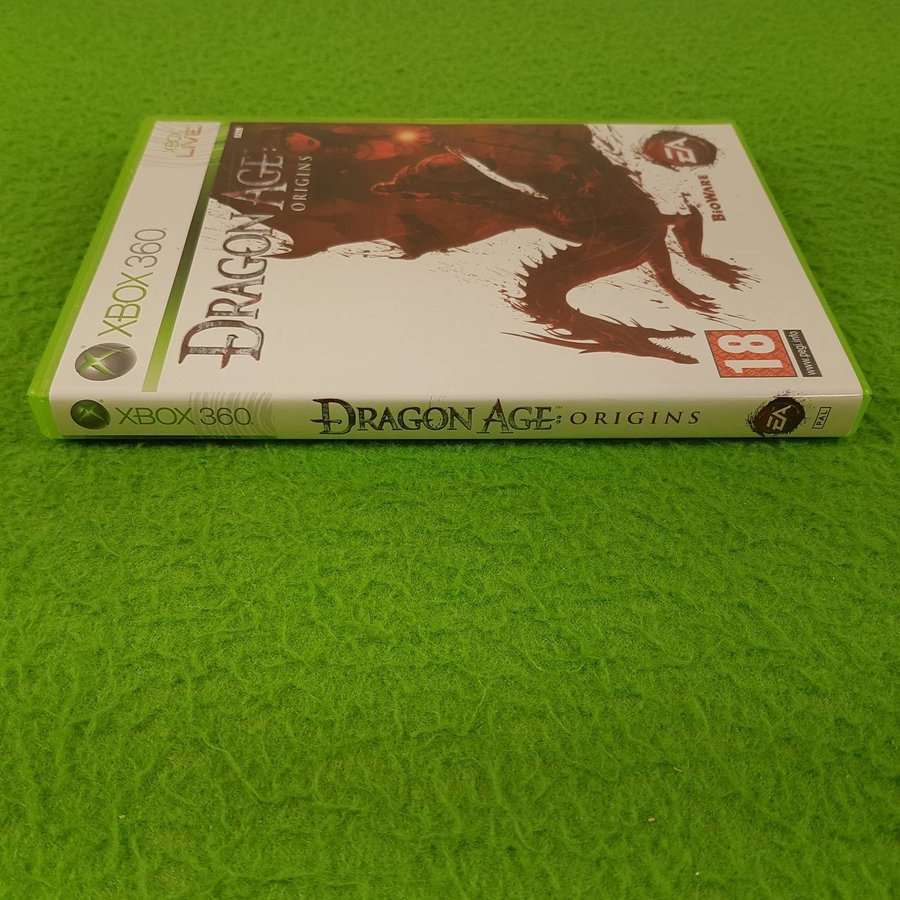 XBOX 360
XBOX
LIVE
DRAGON AGE:
ORIGINS
EA
BIOWARE
18
www.pegi.info
XBOX 360
DRAGON AGE: ORIGINS
EA
PAL